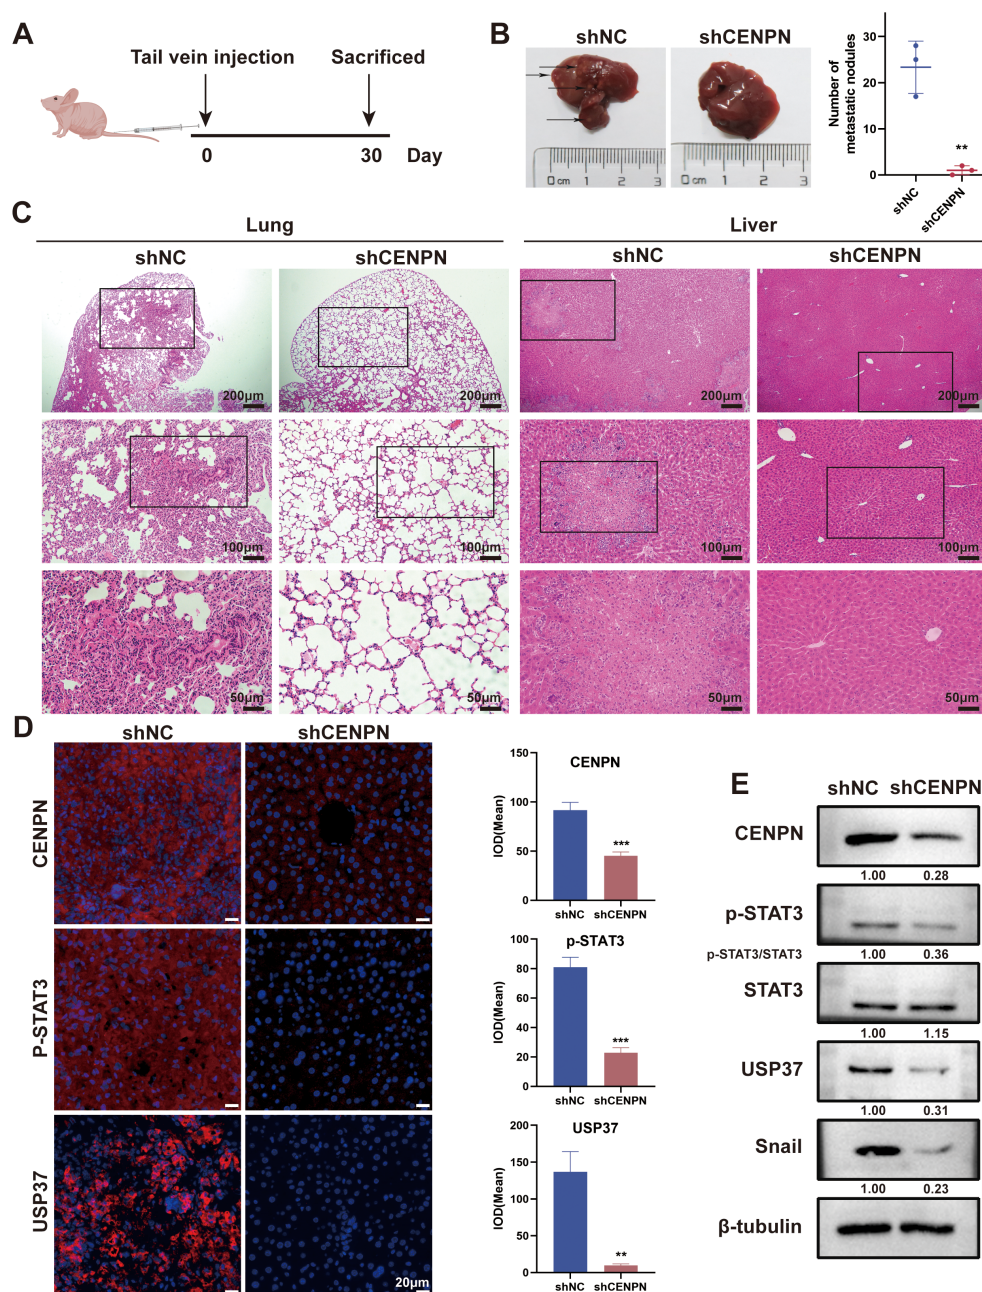 A
Tail vein injection
Sacrificed
0
30
Day
B
shNC
shCENPN
0 cm 1 2 3
0 cm 1 2 3
Number of
metastatic nodules
30
20
10
0
**
shNC
shCENPN
C
Lung
Liver
shNC
shCENPN
shNC
shCENPN
200μm
200μm
200μm
200μm
100μm
100μm
100μm
100μm
50μm
50μm
50μm
50μm
D
shNC
shCENPN
CENPN
P-STAT3
USP37
20μm
CENPN
IOD(Mean)
150
100
50
0
***
shNC
shCENPN
p-STAT3
IOD(Mean)
80
60
40
20
0
***
shNC
shCENPN
USP37
IOD(Mean)
200
150
100
50
0
**
shNC
shCENPN
E
shNC
shCENPN
CENPN
1.00
0.28
p-STAT3
p-STAT3/STAT3
1.00
0.36
STAT3
1.00
1.15
USP37
1.00
0.31
Snail
1.00
0.23
β-tubulin